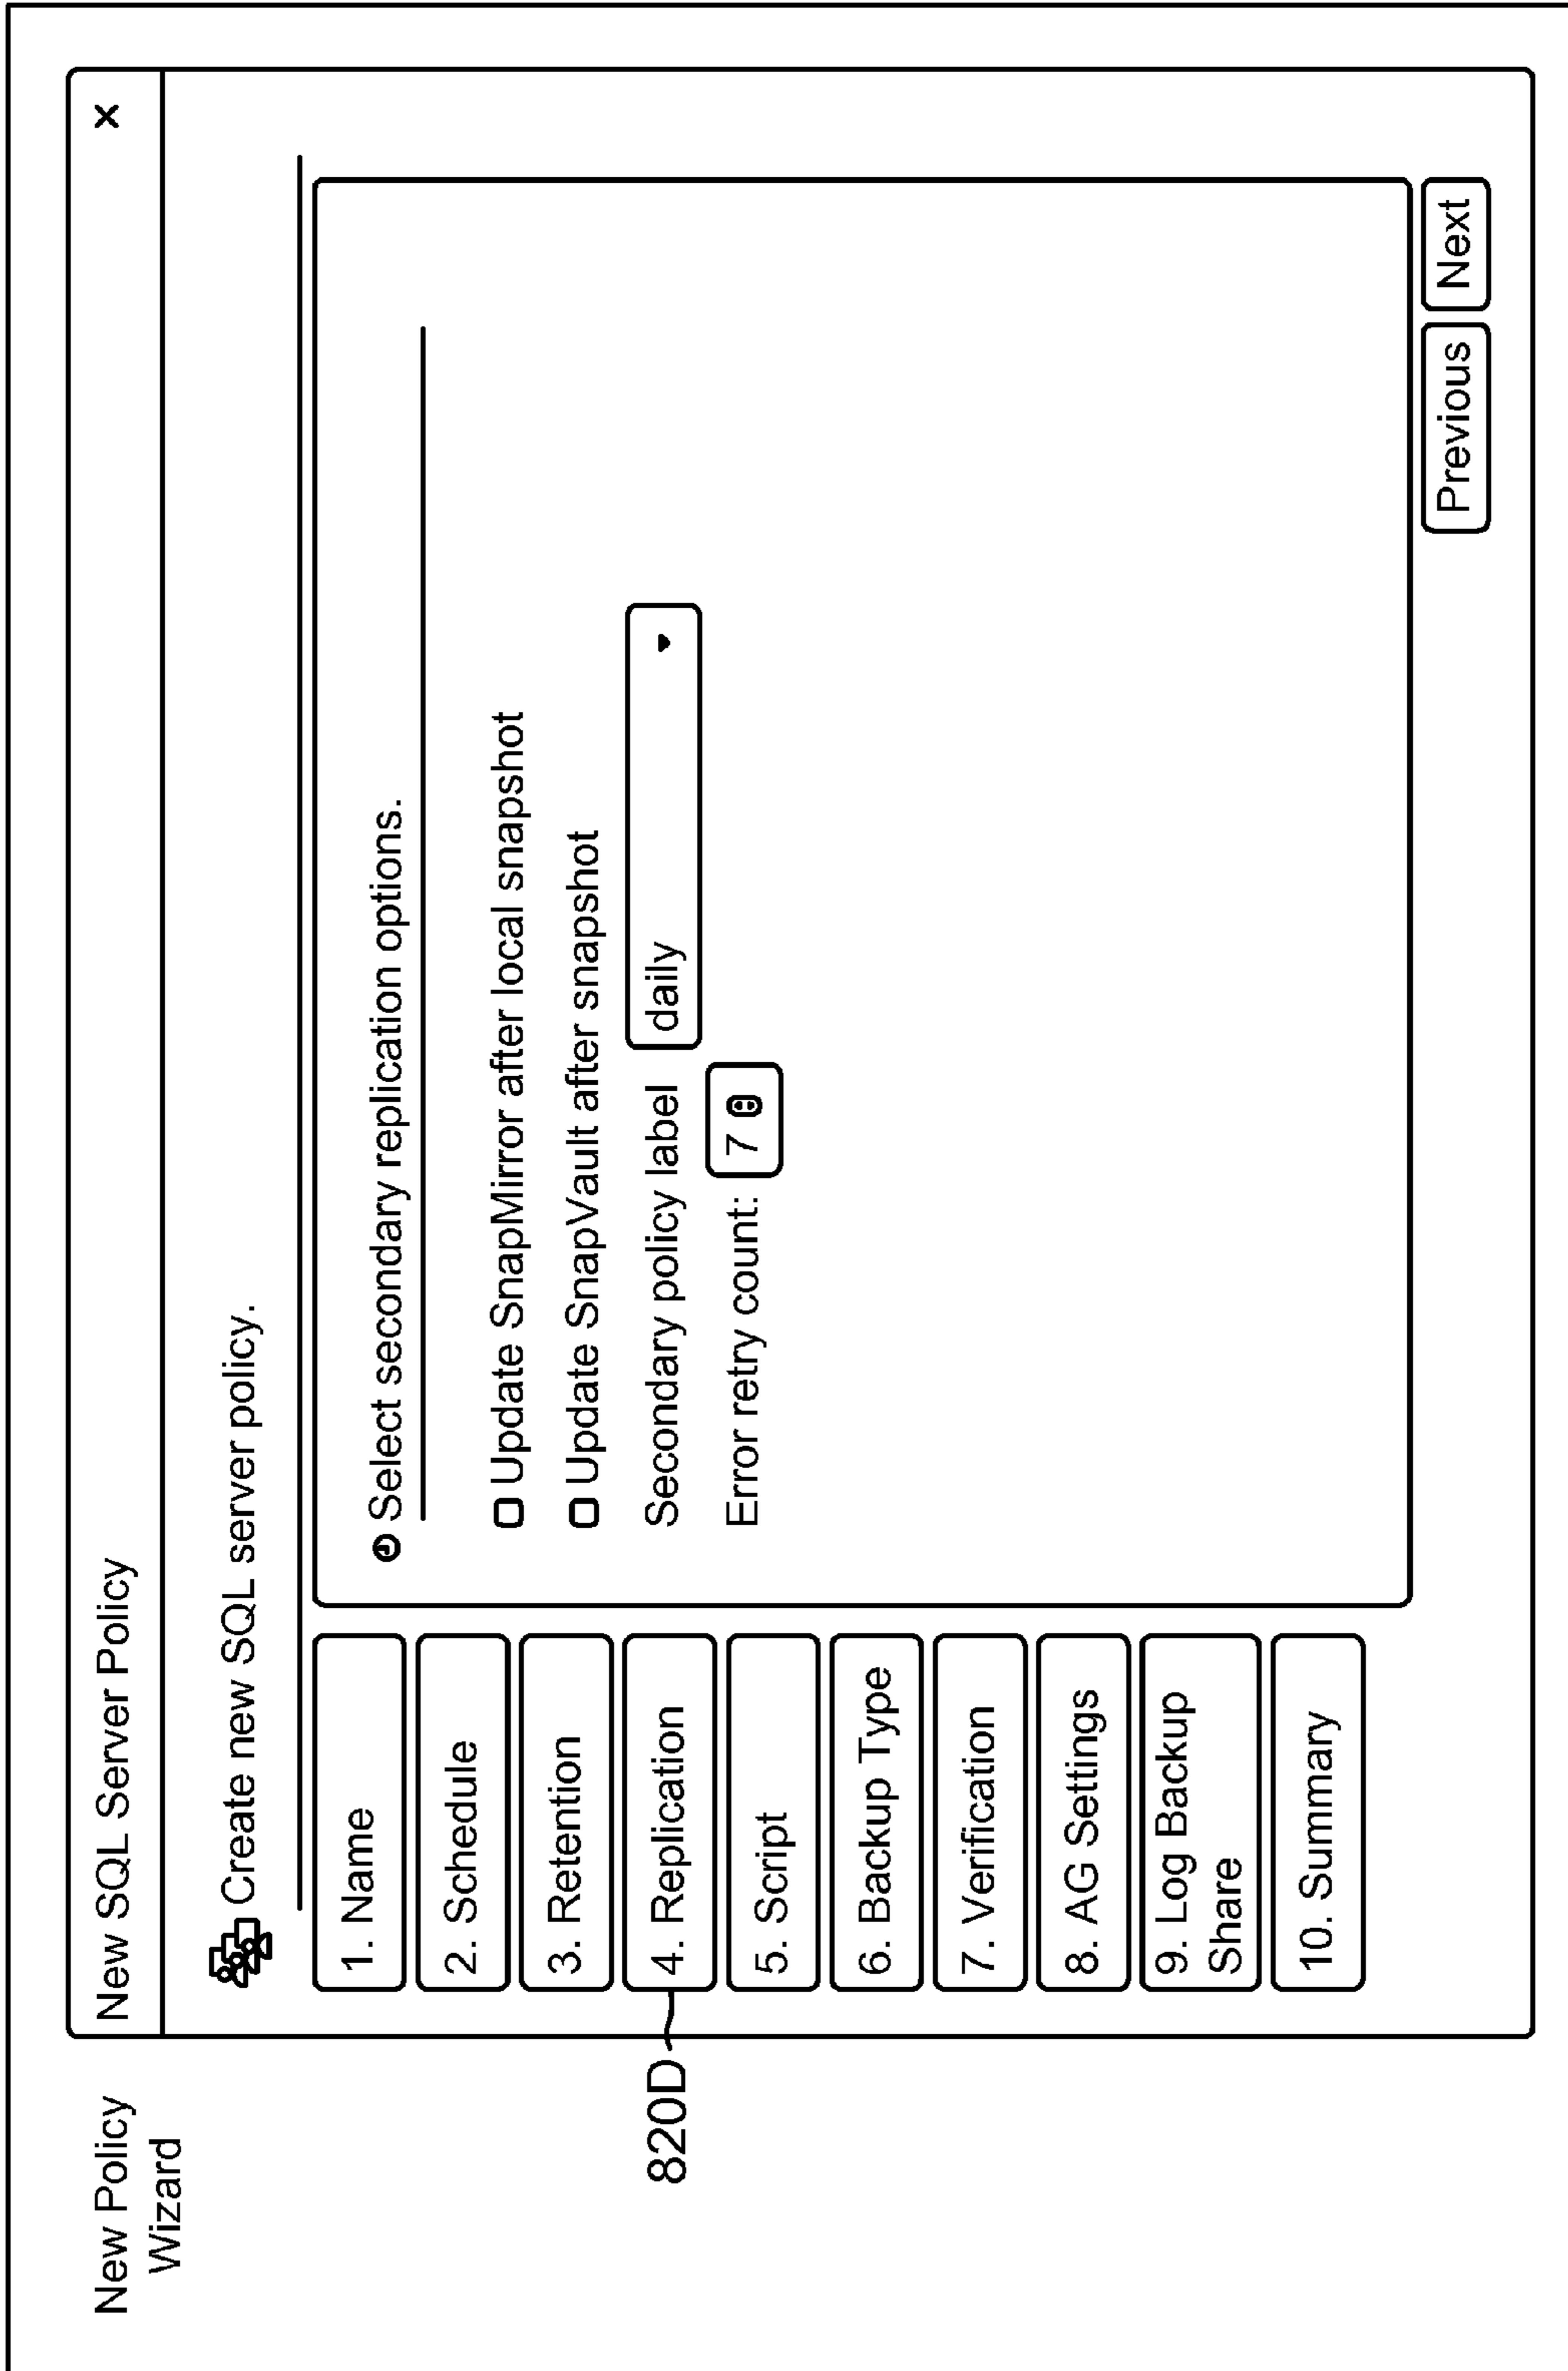 New Policy
Wizard
New SQL Server Policy
×
Create new SQL server policy.
1. Name
2. Schedule
3. Retention
4. Replication
5. Script
6. Backup Type
7. Verification
8. AG Settings
9. Log Backup
Share
10. Summary
820D
Select secondary replication options.
Update SnapMirror after local snapshot
Update SnapVault after snapshot
Secondary policy label daily
Error retry count: 7
Previous Next